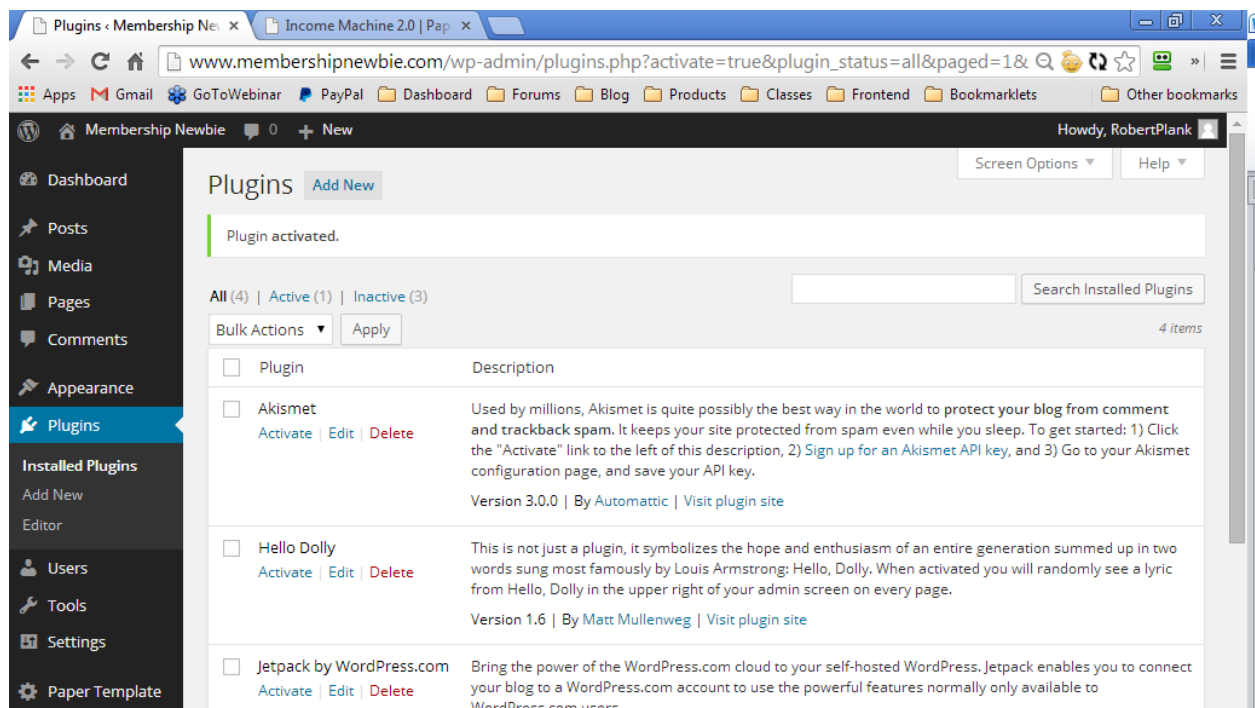 Plugins ‹ Membership Nev ×
Income Machine 2.0 | Pap ×
www.membershipnewbie.com/wp-admin/plugins.php?activate=true&plugin_status=all&paged=1&
Apps Gmail GoToWebinar PayPal Dashboard Forums Blog Products Classes Frontend Bookmarklets Other bookmarks
Membership Newbie 0 + New Howdy, RobertPlank
Screen Options ▼ Help ▼
Dashboard
Posts
Media
Pages
Comments
Appearance
Plugins
Installed Plugins
Add New
Editor
Users
Tools
Settings
Paper Template
Plugins Add New
Plugin activated.
All (4) | Active (1) | Inactive (3)
Search Installed Plugins
Bulk Actions ▼ Apply
4 items
Plugin Description
Akismet
Activate | Edit | Delete
Used by millions, Akismet is quite possibly the best way in the world to protect your blog from comment
and trackback spam. It keeps your site protected from spam even while you sleep. To get started: 1) Click
the "Activate" link to the left of this description, 2) Sign up for an Akismet API key, and 3) Go to your Akismet
configuration page, and save your API key.
Version 3.0.0 | By Automattic | Visit plugin site
Hello Dolly
Activate | Edit | Delete
This is not just a plugin, it symbolizes the hope and enthusiasm of an entire generation summed up in two
words sung most famously by Louis Armstrong: Hello, Dolly. When activated you will randomly see a lyric
from Hello, Dolly in the upper right of your admin screen on every page.
Version 1.6 | By Matt Mullenweg | Visit plugin site
Jetpack by WordPress.com
Activate | Edit | Delete
Bring the power of the WordPress.com cloud to your self-hosted WordPress. Jetpack enables you to connect
your blog to a WordPress.com account to use the powerful features normally only available to
WordPress.com users.